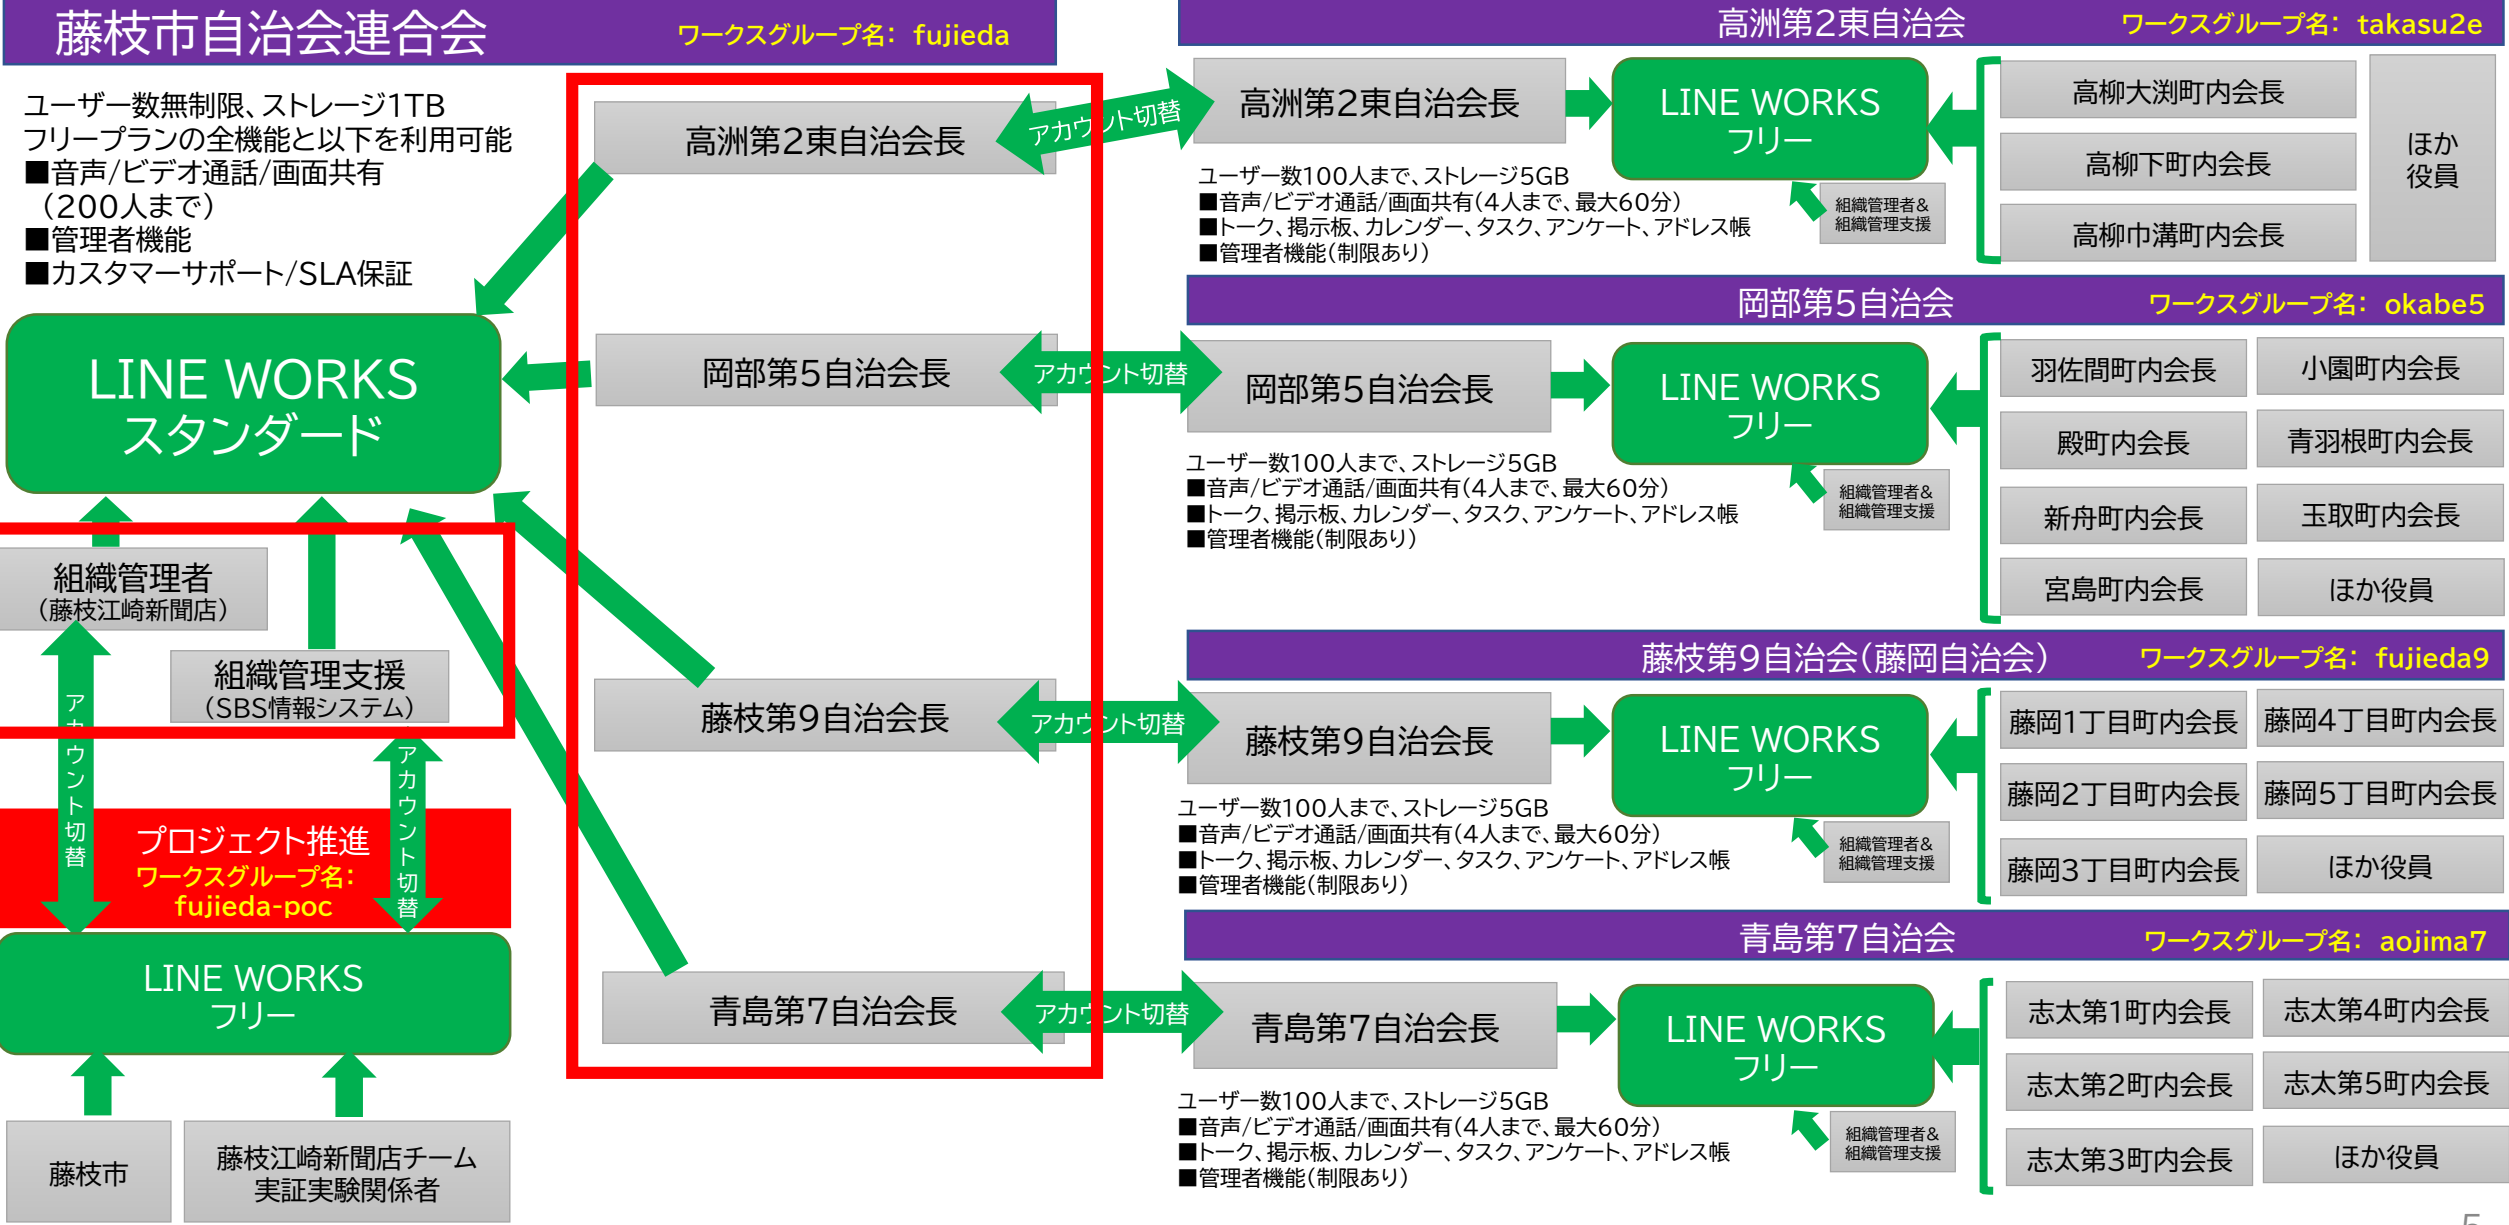 藤枝市自治会連合会
ワークスグループ名： fujieda
ユーザー数無制限、ストレージ1TB
フリープランの全機能と以下を利用可能
■音声/ビデオ通話/画面共有
（200人まで）
■管理者機能
■カスタマーサポート/SLA保証
LINE WORKS
スタンダード
組織管理者
（藤枝江崎新聞店）
組織管理支援
（SBS情報システム）
アカウント切替
アカウント切替
プロジェクト推進
ワークスグループ名：
fujieda-poc
LINE WORKS
フリー
藤枝市
藤枝江崎新聞店チーム
実証実験関係者
高洲第2東自治会長
アカウント切替
岡部第5自治会長
アカウント切替
藤枝第9自治会長
アカウント切替
青島第7自治会長
アカウント切替
高洲第2東自治会
ワークスグループ名： takasu2e
高洲第2東自治会長
LINE WORKS
フリー
ユーザー数100人まで、ストレージ5GB
■音声/ビデオ通話/画面共有（4人まで、最大60分）
■トーク、掲示板、カレンダー、タスク、アンケート、アドレス帳
■管理者機能（制限あり）
組織管理者＆
組織管理支援
高柳大渕町内会長
高柳下町内会長
高柳巾溝町内会長
ほか
役員
岡部第5自治会
ワークスグループ名： okabe5
岡部第5自治会長
LINE WORKS
フリー
ユーザー数100人まで、ストレージ5GB
■音声/ビデオ通話/画面共有（4人まで、最大60分）
■トーク、掲示板、カレンダー、タスク、アンケート、アドレス帳
■管理者機能（制限あり）
組織管理者＆
組織管理支援
羽佐間町内会長
小園町内会長
殿町内会長
青羽根町内会長
新舟町内会長
玉取町内会長
宮島町内会長
ほか役員
藤枝第9自治会（藤岡自治会）
ワークスグループ名： fujieda9
藤枝第9自治会長
LINE WORKS
フリー
ユーザー数100人まで、ストレージ5GB
■音声/ビデオ通話/画面共有（4人まで、最大60分）
■トーク、掲示板、カレンダー、タスク、アンケート、アドレス帳
■管理者機能（制限あり）
組織管理者＆
組織管理支援
藤岡1丁目町内会長
藤岡4丁目町内会長
藤岡2丁目町内会長
藤岡5丁目町内会長
藤岡3丁目町内会長
ほか役員
青島第7自治会
ワークスグループ名： aojima7
青島第7自治会長
LINE WORKS
フリー
ユーザー数100人まで、ストレージ5GB
■音声/ビデオ通話/画面共有（4人まで、最大60分）
■トーク、掲示板、カレンダー、タスク、アンケート、アドレス帳
■管理者機能（制限あり）
組織管理者＆
組織管理支援
志太第1町内会長
志太第4町内会長
志太第2町内会長
志太第5町内会長
志太第3町内会長
ほか役員